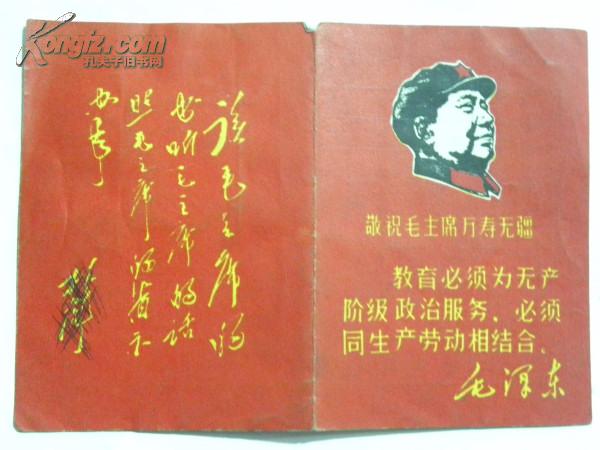 Kongfz.com
孔夫子旧书网
读毛主席的
书听毛主席的话
照毛主席的指示
办事
敬祝毛主席万寿无疆
教育必须为无产
阶级政治服务、必须
同生产劳动相结合、
毛泽东